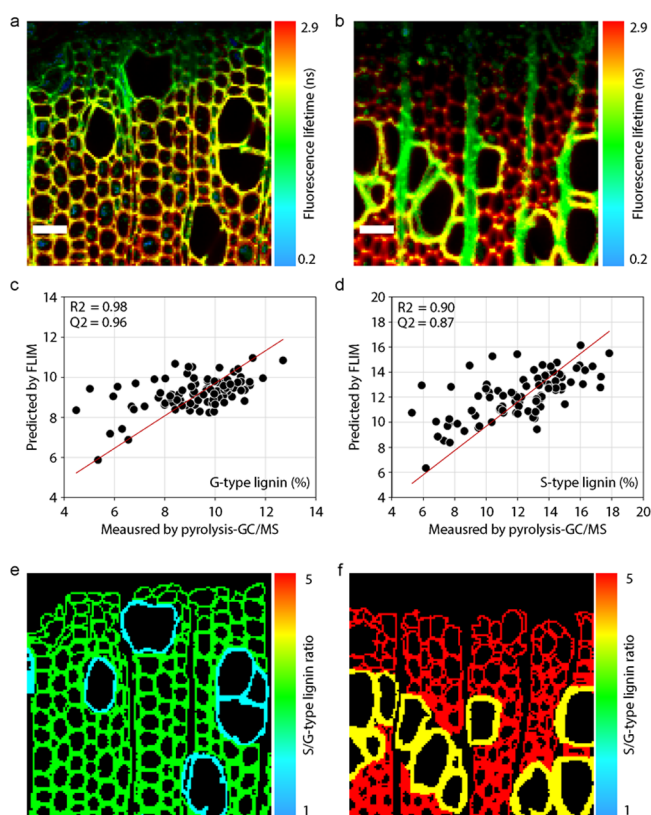 a
2.9
Fluorescence lifetime (ns)
0.2
b
2.9
Fluorescence lifetime (ns)
0.2
c
R2 = 0.98
Q2 = 0.96
14
12
10
8
6
4
Predicted by FLIM
G-type lignin (%)
4 6 8 10 12 14
Meausred by pyrolysis-GC/MS
d
R2 = 0.90
Q2 = 0.87
20
18
16
14
12
10
8
6
4
Predicted by FLIM
S-type lignin (%)
4 6 8 10 12 14 16 18 20
Meausred by pyrolysis-GC/MS
e
5
S/G-type lignin ratio
1
f
5
S/G-type lignin ratio
1